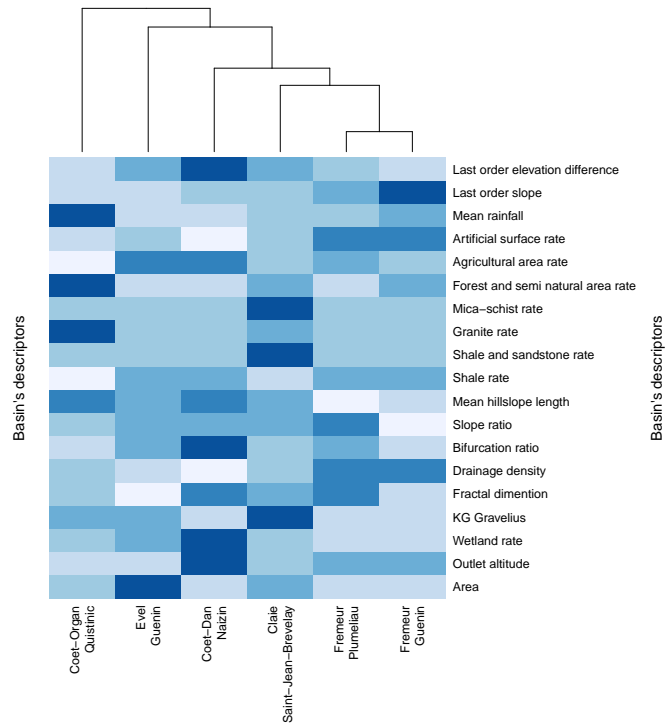 Last order elevation difference
Last order slope
Mean rainfall
Artificial surface rate
Agricultural area rate
Forest and semi natural area rate
Mica−schist rate
Granite rate
Shale and sandstone rate
Shale rate
Mean hillslope length
Slope ratio
Bifurcation ratio
Drainage density
Fractal dimention
KG Gravelius
Wetland rate
Outlet altitude
Area
Basin's descriptors
Basin's descriptors
Coet−Organ
Quistinic
Evel
Guenin
Coet−Dan
Naizin
Claie
Saint−Jean−Brevelay
Fremeur
Plumeliau
Fremeur
Guenin